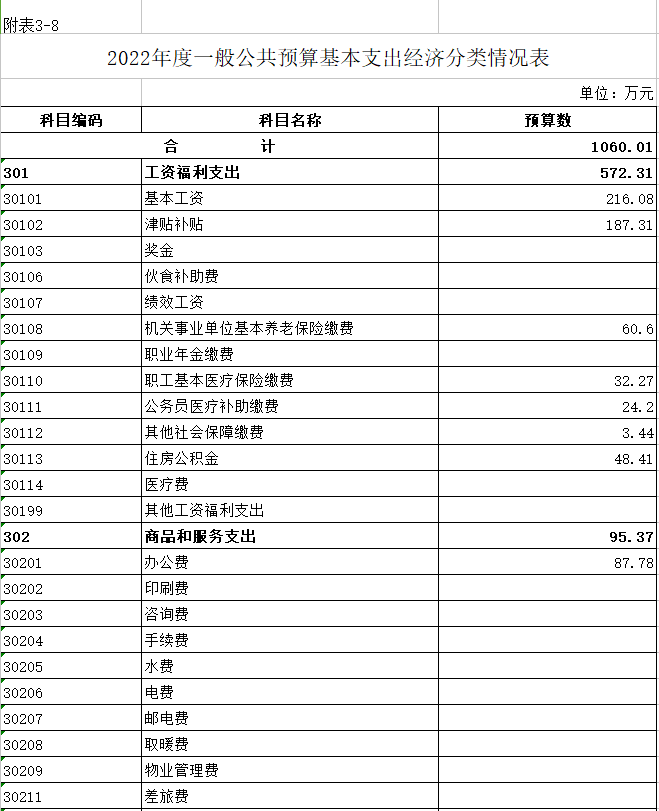 附表3-8
2022年度一般公共预算基本支出经济分类情况表
单位：万元
科目编码 科目名称 预算数
合 计 1060.01
301 工资福利支出 572.31
30101 基本工资 216.08
30102 津贴补贴 187.31
30103 奖金
30106 伙食补助费
30107 绩效工资
30108 机关事业单位基本养老保险缴费 60.6
30109 职业年金缴费
30110 职工基本医疗保险缴费 32.27
30111 公务员医疗补助缴费 24.2
30112 其他社会保障缴费 3.44
30113 住房公积金 48.41
30114 医疗费
30199 其他工资福利支出
302 商品和服务支出 95.37
30201 办公费 87.78
30202 印刷费
30203 咨询费
30204 手续费
30205 水费
30206 电费
30207 邮电费
30208 取暖费
30209 物业管理费
30211 差旅费